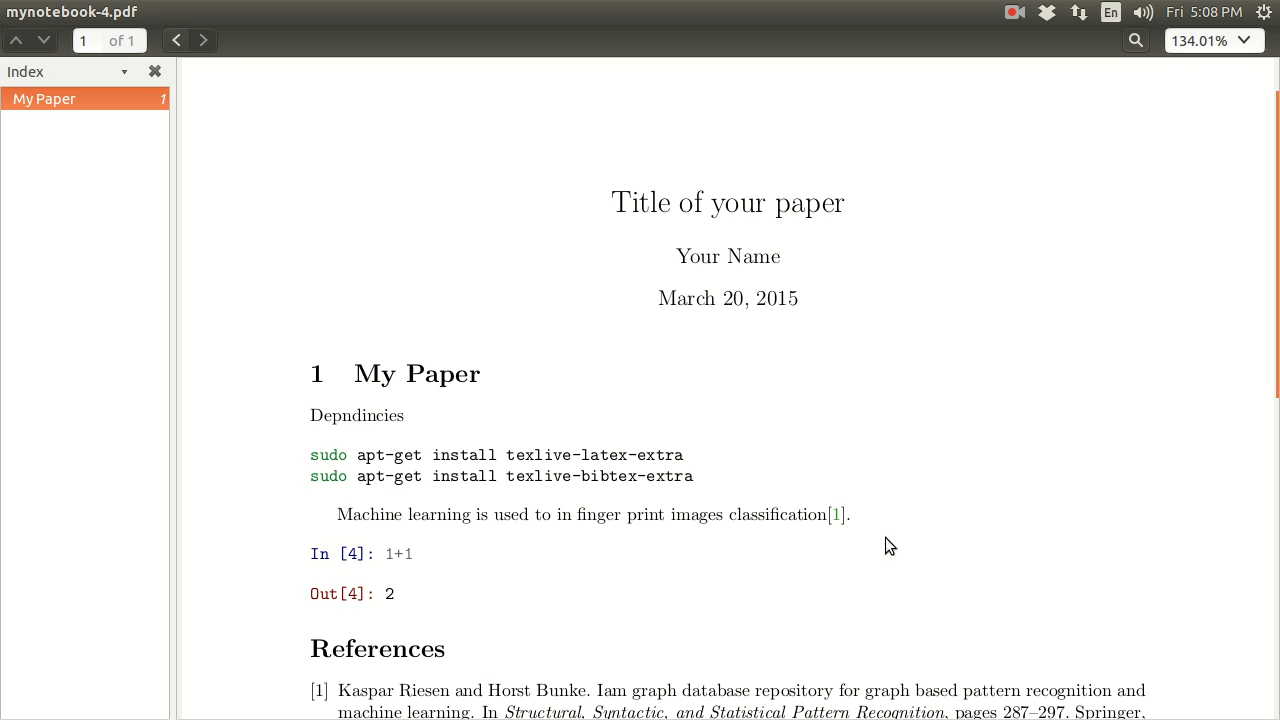 mynotebook-4.pdf
En
Fri 5:08 PM
1 of 1
134.01%
Index
My Paper 1
Title of your paper
Your Name
March 20, 2015
1 My Paper
Depndincies
sudo apt-get install texlive-latex-extra
sudo apt-get install texlive-bibtex-extra
Machine learning is used to in finger print images classification[1].
In [4]: 1+1
Out[4]: 2
References
[1] Kaspar Riesen and Horst Bunke. Iam graph database repository for graph based pattern recognition and
machine learning. In Structural, Syntactic, and Statistical Pattern Recognition, pages 287–297. Springer,